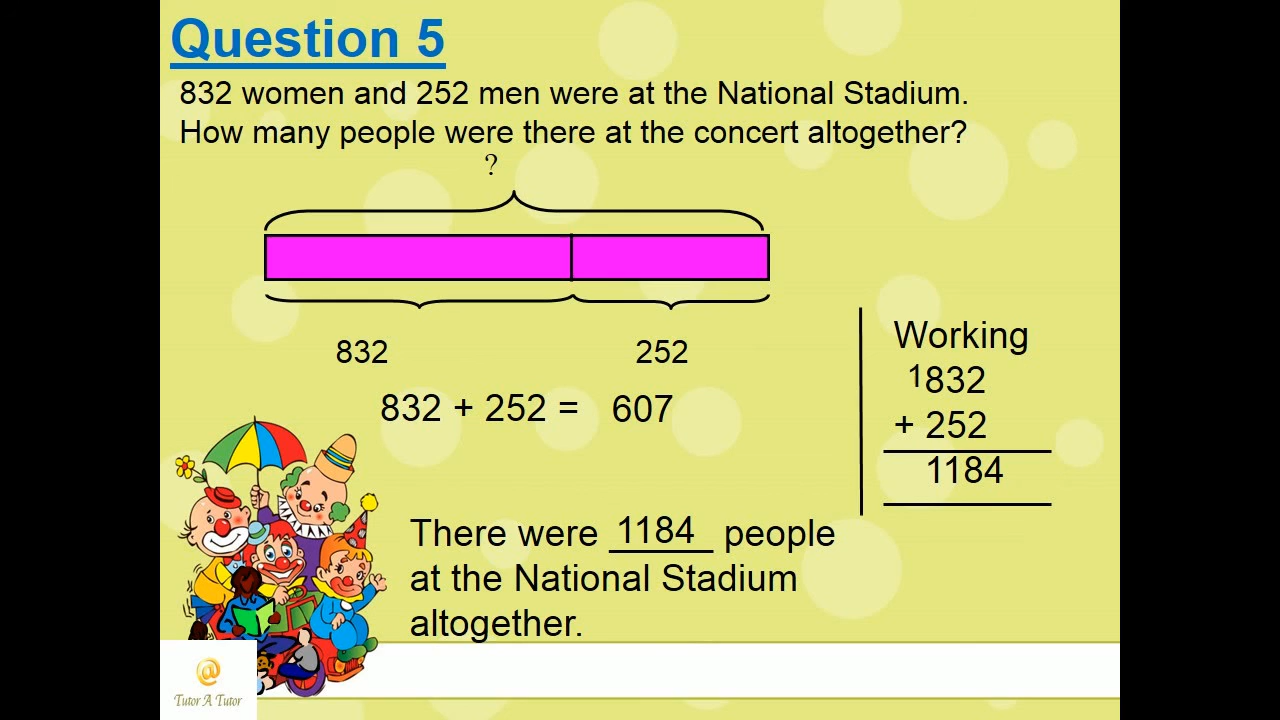 Question 5
832 women and 252 men were at the National Stadium.
How many people were there at the concert altogether?
?
832
252
832 + 252 = 607
Working
1832
+ 252
1184
There were 1184 people
at the National Stadium
altogether.
@
Tutor A Tutor